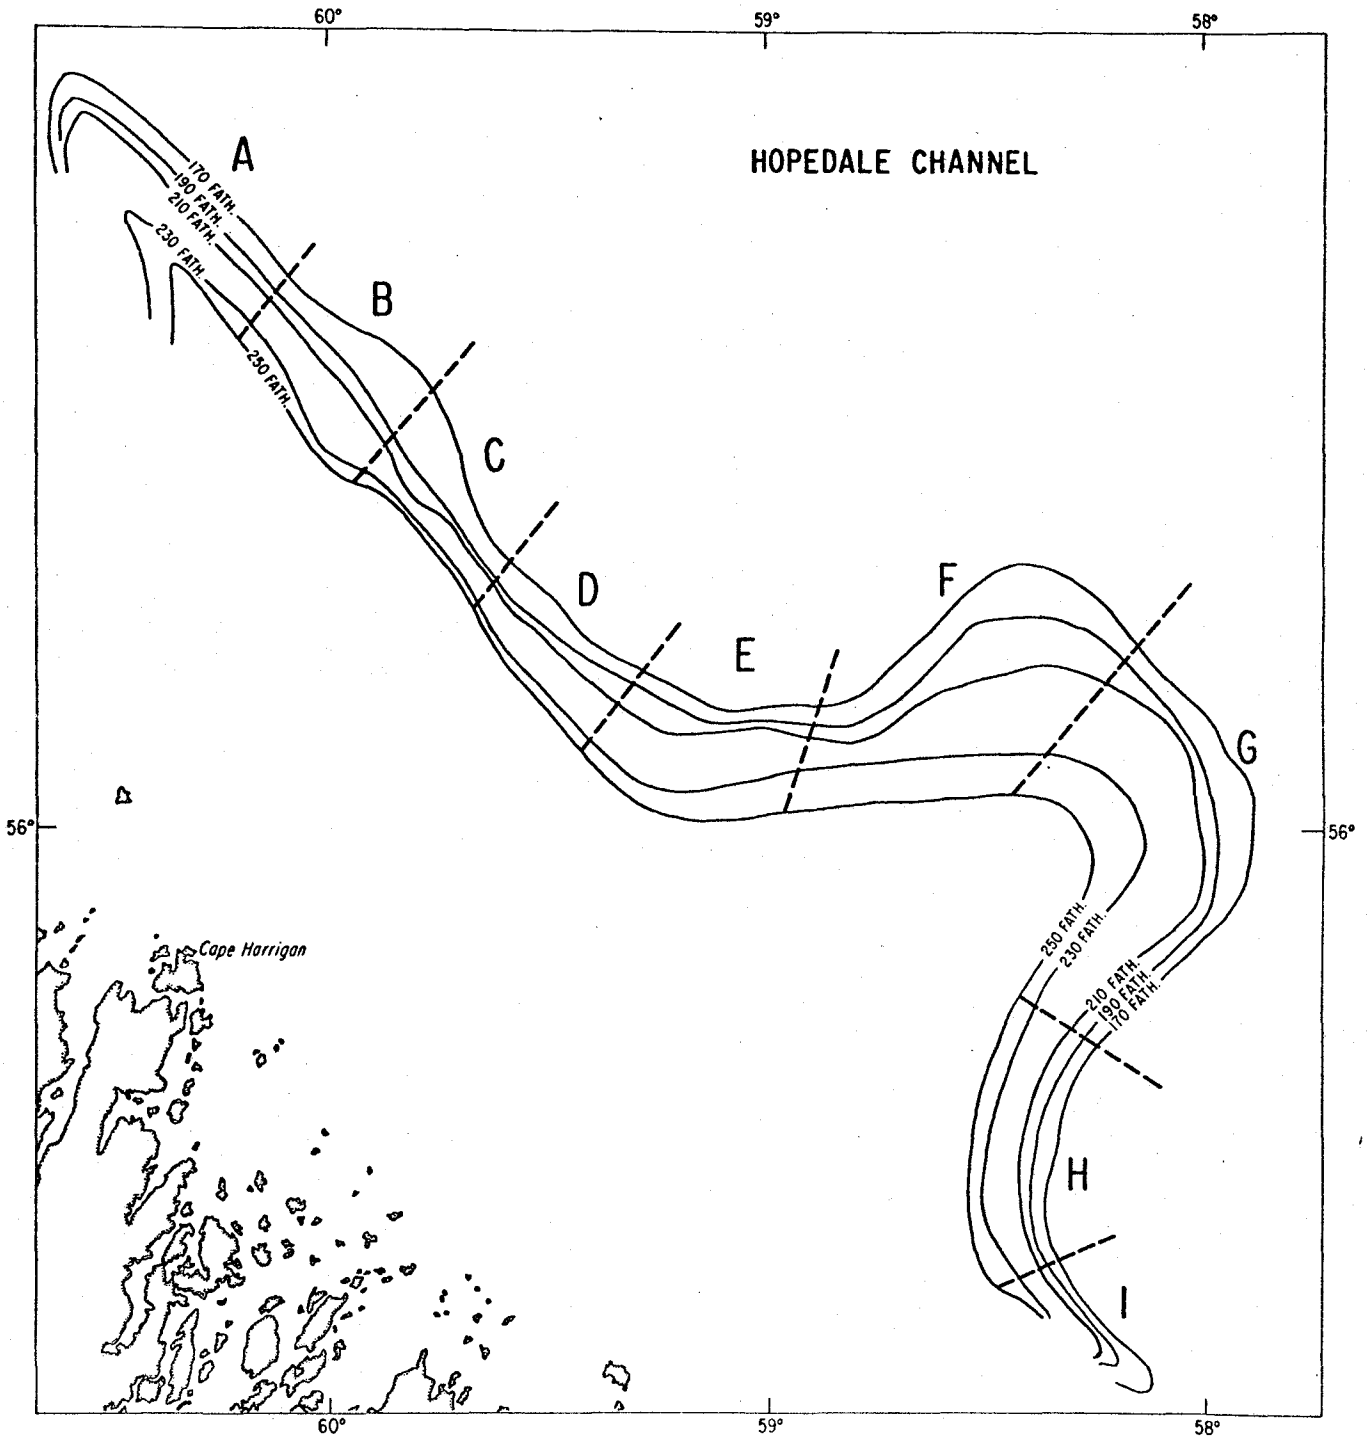 60°
59°
58°
HOPEDALE CHANNEL
A
170 FATH.
190 FATH.
210 FATH.
230 FATH.
B
250 FATH.
C
D
F
E
G
56°
56°
250 FATH.
230 FATH.
Cape Harrigan
210 FATH.
190 FATH.
170 FATH.
H
I
60°
59°
58°